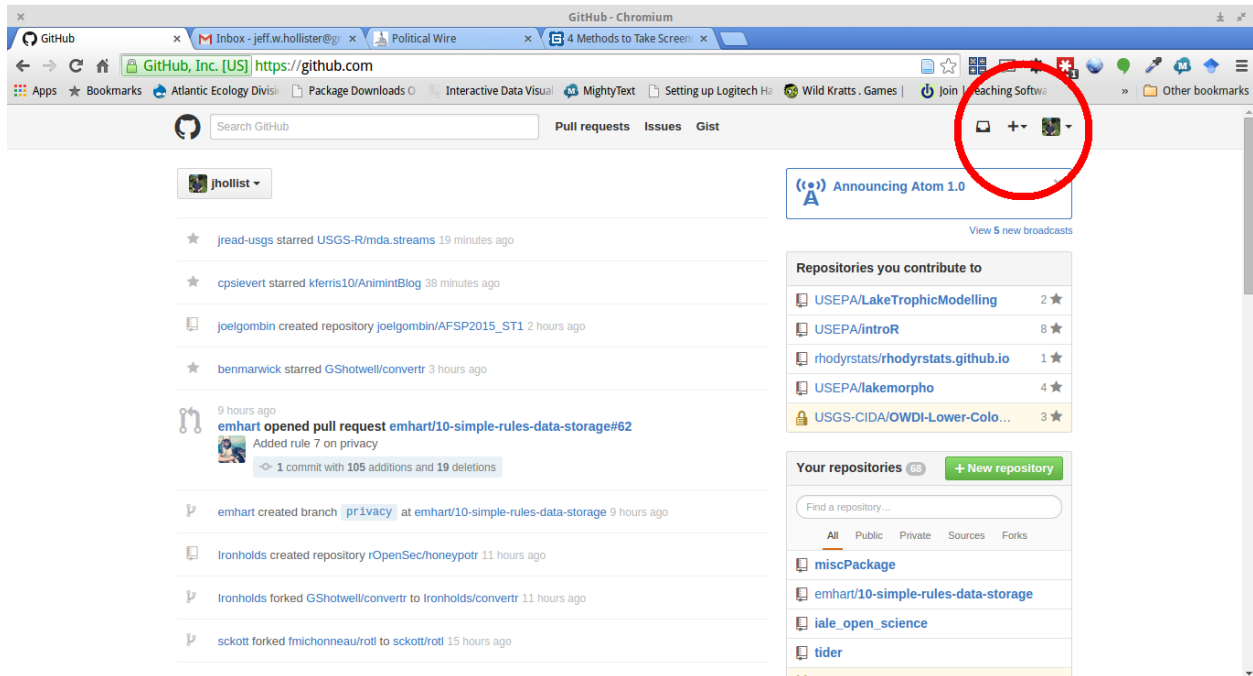 GitHub - Chromium
GitHub
Inbox - jeff.w.hollister@gr
Political Wire
4 Methods to Take Screen
GitHub, Inc. [US] https://github.com
Apps Bookmarks Atlantic Ecology Divisi Package Downloads O Interactive Data Visual MightyText Setting up Logitech Ha Wild Kratts . Games | Join | Softwa » Other bookmarks
Search GitHub Pull requests Issues Gist
jhollist
Announcing Atom 1.0
View 5 new broadcasts
jread-usgs starred USGS-R/mda.streams 19 minutes ago
cpsievert starred kferris10/AnimintBlog 38 minutes ago
joelgombin created repository joelgombin/AFSP2015_ST1 2 hours ago
benmarwick starred GShotwell/convertr 3 hours ago
9 hours ago
emhart opened pull request emhart/10-simple-rules-data-storage#62
Added rule 7 on privacy
1 commit with 105 additions and 19 deletions
emhart created branch privacy at emhart/10-simple-rules-data-storage 9 hours ago
Ironholds created repository rOpenSec/honeypotr 11 hours ago
Ironholds forked GShotwell/convertr to Ironholds/convertr 11 hours ago
sckott forked fmichonneau/rotl to sckott/rotl 15 hours ago
Repositories you contribute to
USEPA/LakeTrophicModelling 2
USEPA/introR 8
rhodyrstats/rhodyrstats.github.io 1
USEPA/lakemorpho 4
USGS-CIDA/OWDI-Lower-Colo... 3
Your repositories 68 + New repository
Find a repository...
All Public Private Sources Forks
miscPackage
emhart/10-simple-rules-data-storage
iale_open_science
tider